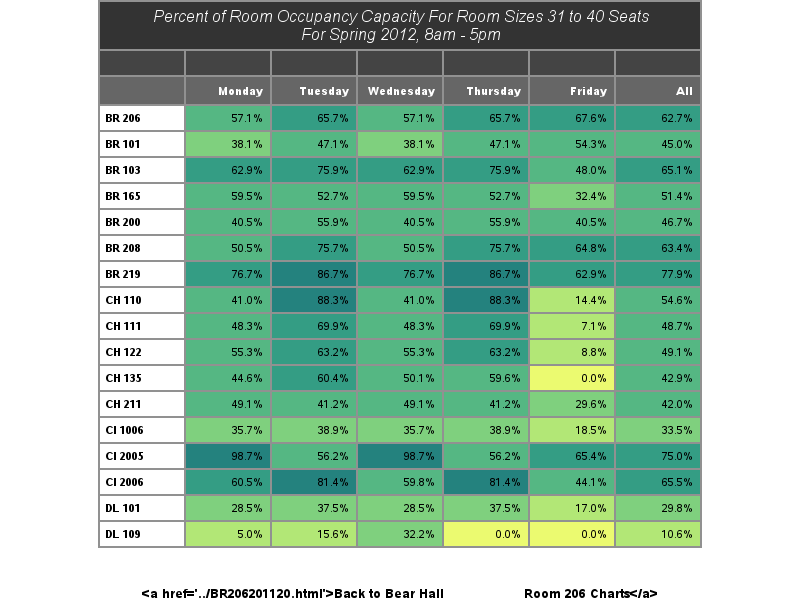 Percent of Room Occupancy Capacity For Room Sizes 31 to 40 Seats
For Spring 2012, 8am - 5pm
Monday Tuesday Wednesday Thursday Friday All
BR 206 57.1% 65.7% 57.1% 65.7% 67.6% 62.7%
BR 101 38.1% 47.1% 38.1% 47.1% 54.3% 45.0%
BR 103 62.9% 75.9% 62.9% 75.9% 48.0% 65.1%
BR 165 59.5% 52.7% 59.5% 52.7% 32.4% 51.4%
BR 200 40.5% 55.9% 40.5% 55.9% 40.5% 46.7%
BR 208 50.5% 75.7% 50.5% 75.7% 64.8% 63.4%
BR 219 76.7% 86.7% 76.7% 86.7% 62.9% 77.9%
CH 110 41.0% 88.3% 41.0% 88.3% 14.4% 54.6%
CH 111 48.3% 69.9% 48.3% 69.9% 7.1% 48.7%
CH 122 55.3% 63.2% 55.3% 63.2% 8.8% 49.1%
CH 135 44.6% 60.4% 50.1% 59.6% 0.0% 42.9%
CH 211 49.1% 41.2% 49.1% 41.2% 29.6% 42.0%
CI 1006 35.7% 38.9% 35.7% 38.9% 18.5% 33.5%
CI 2005 98.7% 56.2% 98.7% 56.2% 65.4% 75.0%
CI 2006 60.5% 81.4% 59.8% 81.4% 44.1% 65.5%
DL 101 28.5% 37.5% 28.5% 37.5% 17.0% 29.8%
DL 109 5.0% 15.6% 32.2% 0.0% 0.0% 10.6%
<a href='../BR206201120.html'>Back to Bear Hall Room 206 Charts</a>